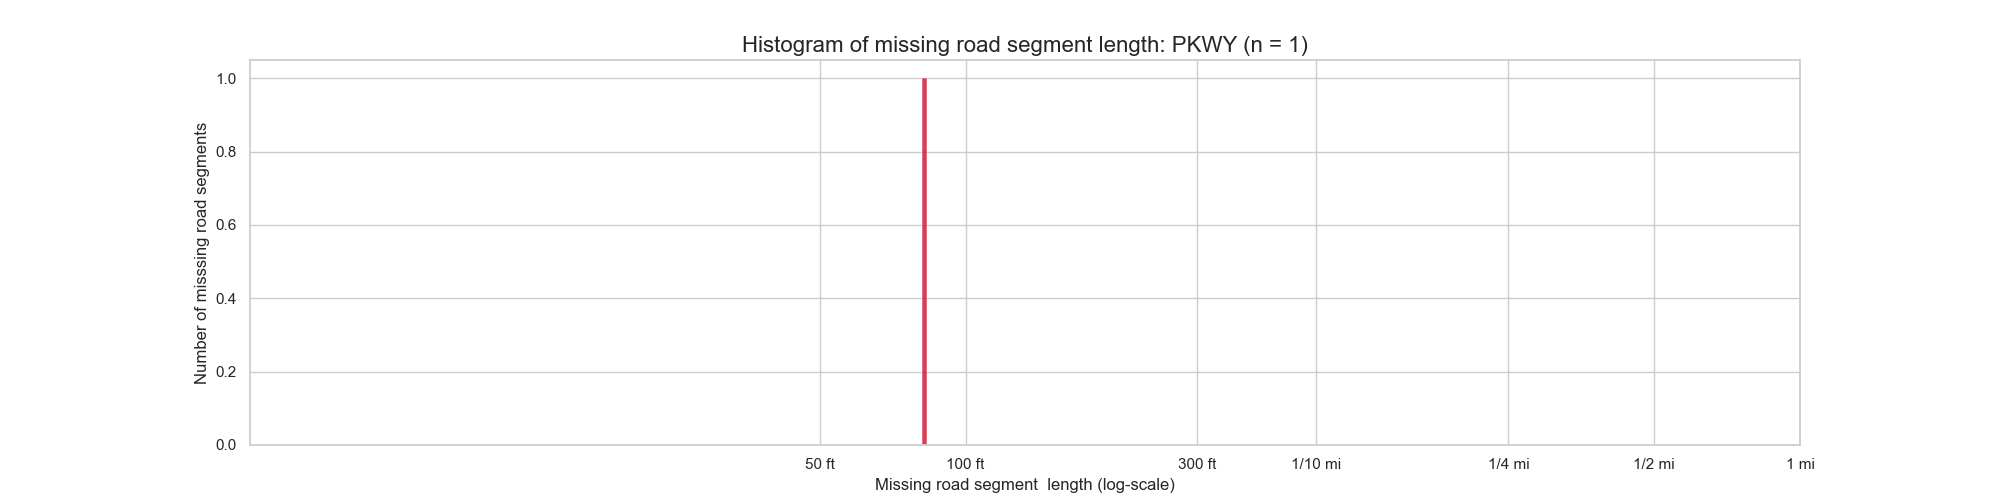 Histogram of missing road segment length: PKWY (n = 1)
Number of misssing road segments
1.0
0.8
0.6
0.4
0.2
0.0
50 ft 100 ft 300 ft 1/10 mi 1/4 mi 1/2 mi 1 mi
Missing road segment  length (log-scale)